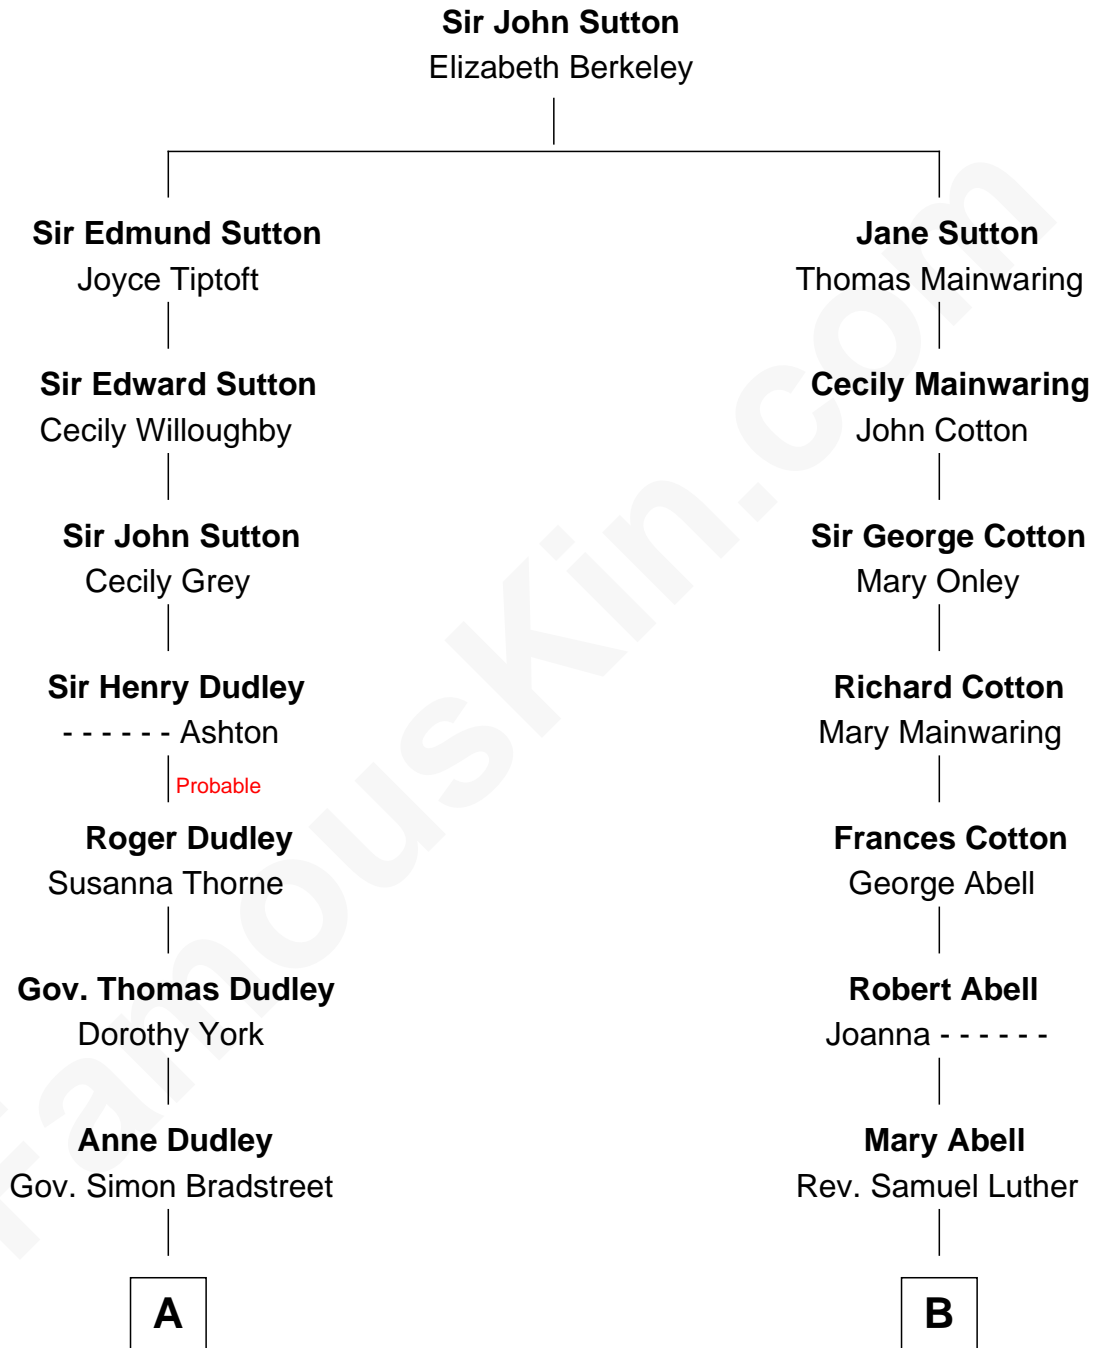 Sir John Sutton
Elizabeth Berkeley
Sir Edmund Sutton
Joyce Tiptoft
Jane Sutton
Thomas Mainwaring
Sir Edward Sutton
Cecily Willoughby
Cecily Mainwaring
John Cotton
Sir John Sutton
Cecily Grey
Sir George Cotton
Mary Onley
Sir Henry Dudley
- - - - - - Ashton
Richard Cotton
Mary Mainwaring
Probable
Roger Dudley
Susanna Thorne
Frances Cotton
George Abell
Gov. Thomas Dudley
Dorothy York
Robert Abell
Joanna - - - - - -
Anne Dudley
Gov. Simon Bradstreet
Mary Abell
Rev. Samuel Luther
A
B
FamousKin.com